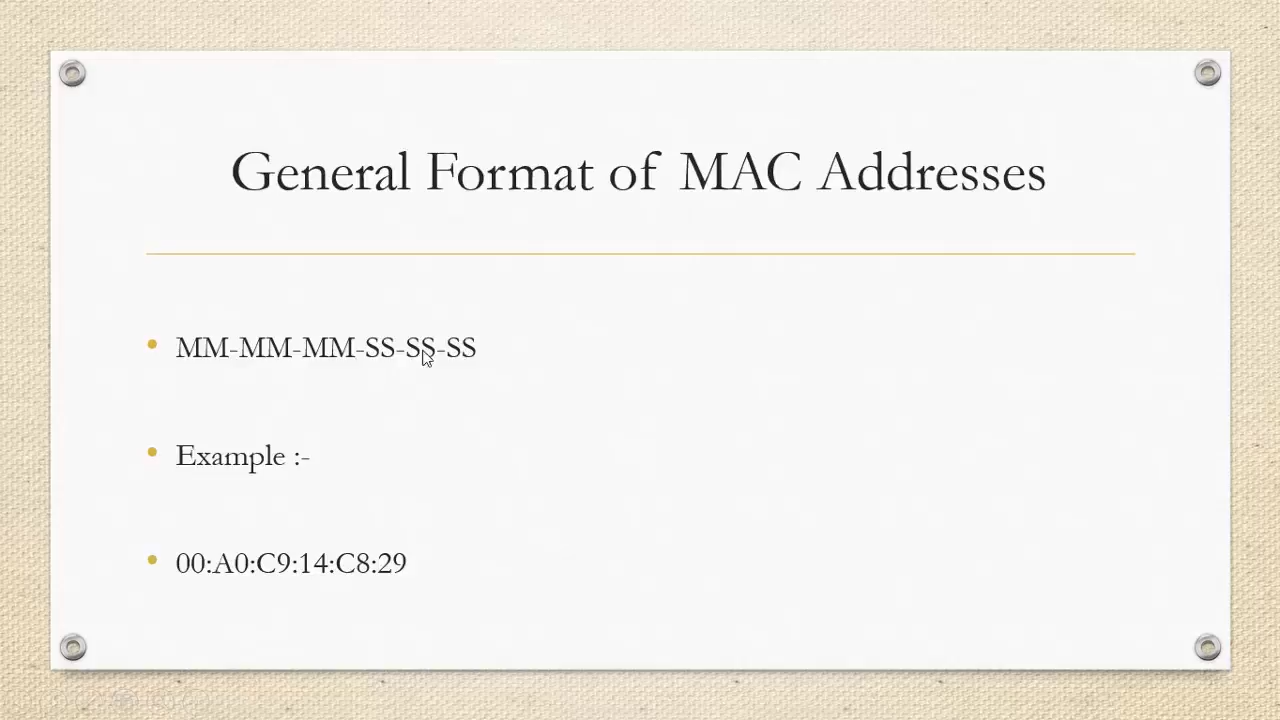 General Format of MAC Addresses
MM-MM-MM-SS-SS-SS
Example :-
00:A0:C9:14:C8:29